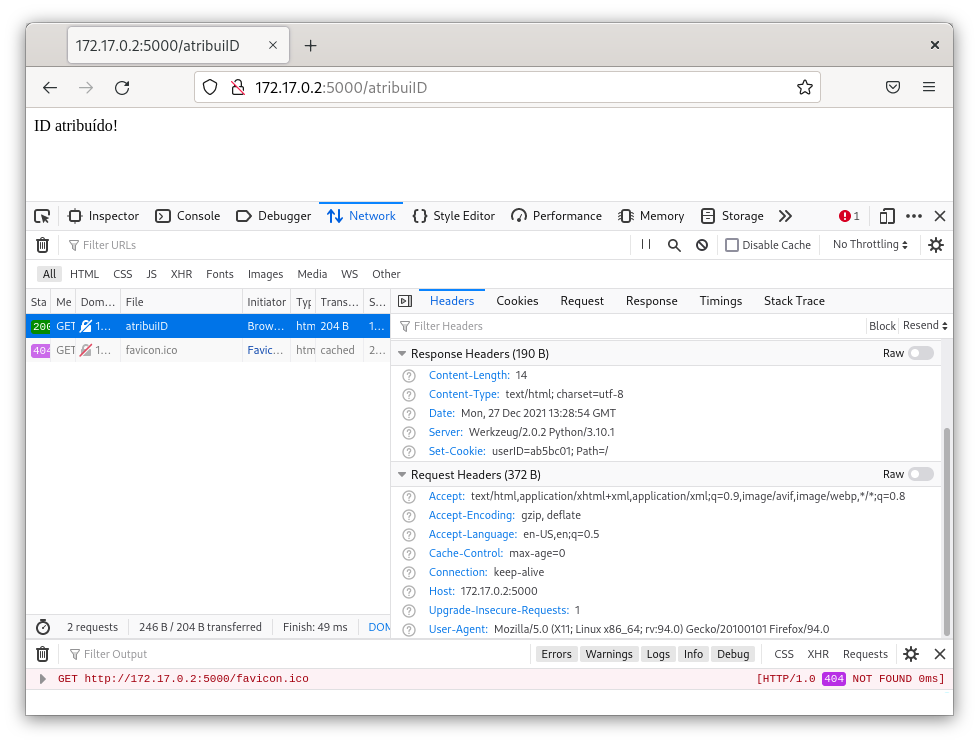 172.17.0.2:5000/atribuiID
172.17.0.2:5000/atribuiID
ID atribuído!
Inspector Console Debugger Network Style Editor Performance Memory Storage 1
Filter URLs Disable Cache No Throttling
All HTML CSS JS XHR Fonts Images Media WS Other
Sta Me Dom… File Initiator Typ Trans… S… Headers Cookies Request Response Timings Stack Trace
200 GET 1… atribuiID Brow… htm 204 B 1… Filter Headers Block Resend
404 GET 1… favicon.ico Favic… htm cached 2… Response Headers (190 B) Raw
Content-Length: 14
Content-Type: text/html; charset=utf-8
Date: Mon, 27 Dec 2021 13:28:54 GMT
Server: Werkzeug/2.0.2 Python/3.10.1
Set-Cookie: userID=ab5bc01; Path=/
Request Headers (372 B) Raw
Accept: text/html,application/xhtml+xml,application/xml;q=0.9,image/avif,image/webp,*/*;q=0.8
Accept-Encoding: gzip, deflate
Accept-Language: en-US,en;q=0.5
Cache-Control: max-age=0
Connection: keep-alive
Host: 172.17.0.2:5000
Upgrade-Insecure-Requests: 1
User-Agent: Mozilla/5.0 (X11; Linux x86_64; rv:94.0) Gecko/20100101 Firefox/94.0
2 requests 246 B / 204 B transferred Finish: 49 ms DOM
Filter Output Errors Warnings Logs Info Debug CSS XHR Requests
GET http://172.17.0.2:5000/favicon.ico [HTTP/1.0 404 NOT FOUND 0ms]